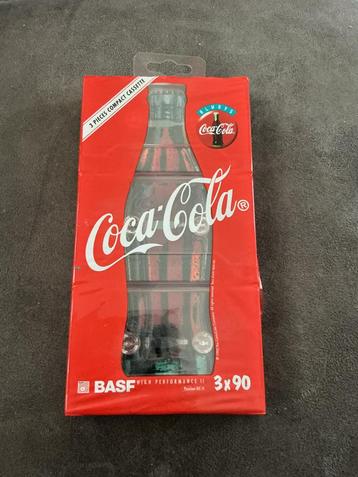 3 PIECES COMPACT CASSETTE
ALWAYS
Coca-Cola
Coca-Cola®
BASF HIGH PERFORMANCE II
3x90